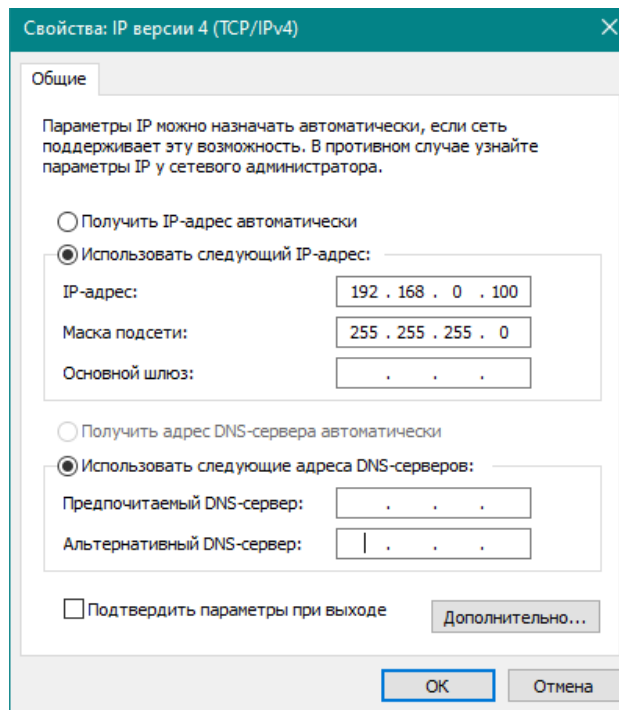 Свойства: IP версии 4 (TCP/IPv4)
Общие
Параметры IP можно назначать автоматически, если сеть
поддерживает эту возможность. В противном случае узнайте
параметры IP у сетевого администратора.
Получить IP-адрес автоматически
Использовать следующий IP-адрес:
IP-адрес: 192 . 168 . 0 . 100
Маска подсети: 255 . 255 . 255 . 0
Основной шлюз: . . .
Получить адрес DNS-сервера автоматически
Использовать следующие адреса DNS-серверов:
Предпочитаемый DNS-сервер: . . .
Альтернативный DNS-сервер: . . .
Подтвердить параметры при выходе
Дополнительно...
ОК Отмена